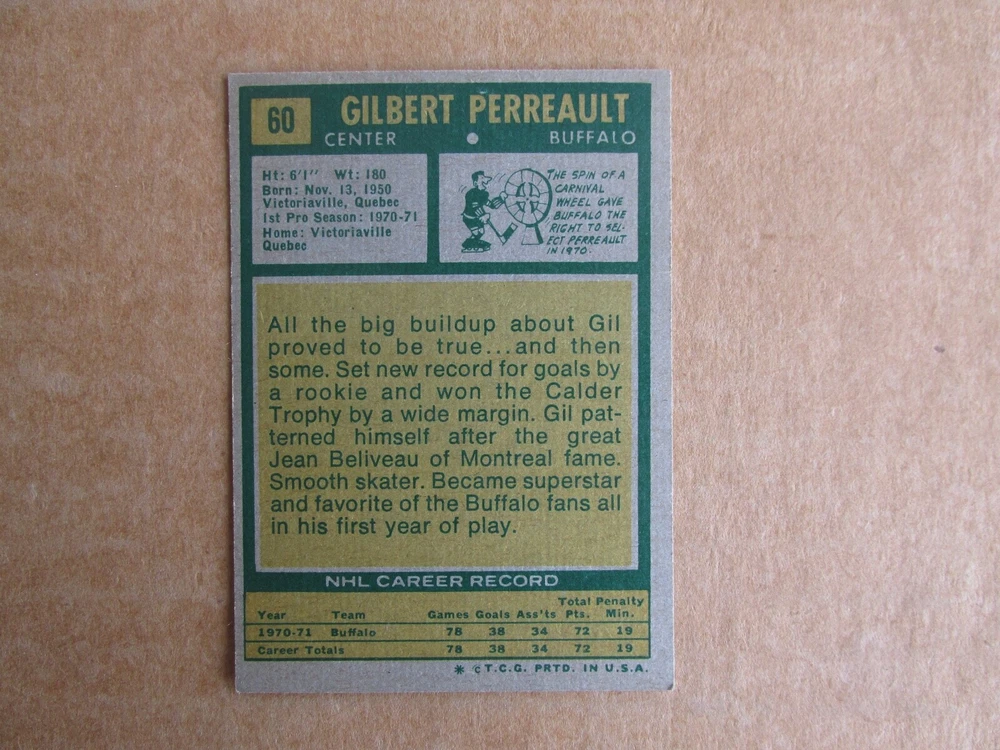 60 GILBERT PERREAULT
CENTER • BUFFALO
Ht: 6'1" Wt: 180
Born: Nov. 13, 1950
Victoriaville, Quebec
1st Pro Season: 1970-71
Home: Victoriaville
Quebec
THE SPIN OF A
CARNIVAL
WHEEL GAVE
BUFFALO THE
RIGHT TO SEL-
ECT PERREAULT
IN 1970.
All the big buildup about Gil
proved to be true...and then
some. Set new record for goals by
a rookie and won the Calder
Trophy by a wide margin. Gil pat-
terned himself after the great
Jean Beliveau of Montreal fame.
Smooth skater. Became superstar
and favorite of the Buffalo fans all
in his first year of play.
NHL CAREER RECORD
Total Penalty
Year Team Games Goals Ass'ts Pts. Min.
1970-71 Buffalo 78 38 34 72 19
Career Totals 78 38 34 72 19
* © T.C.G. PRTD. IN U.S.A.